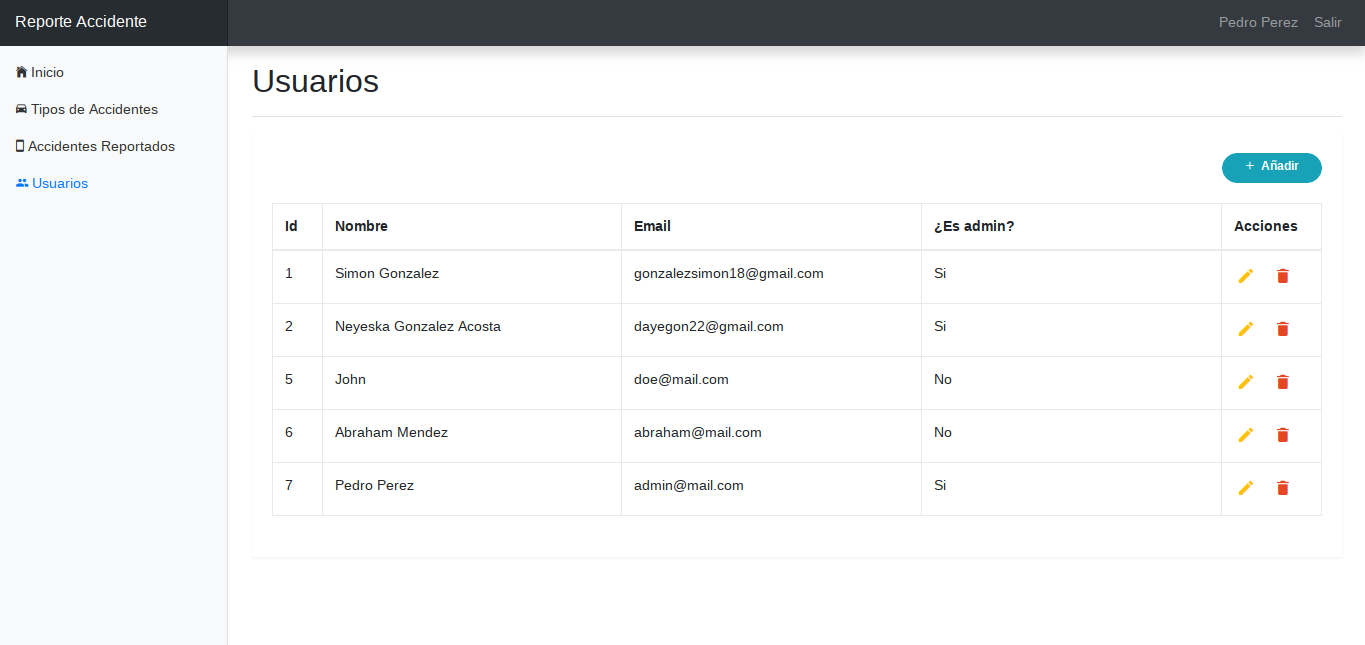 Reporte Accidente
Pedro Perez Salir
Inicio
Tipos de Accidentes
Accidentes Reportados
Usuarios
Usuarios
+ Añadir
Id Nombre Email ¿Es admin? Acciones
1 Simon Gonzalez gonzalezsimon18@gmail.com Si
2 Neyeska Gonzalez Acosta dayegon22@gmail.com Si
5 John doe@mail.com No
6 Abraham Mendez abraham@mail.com No
7 Pedro Perez admin@mail.com Si